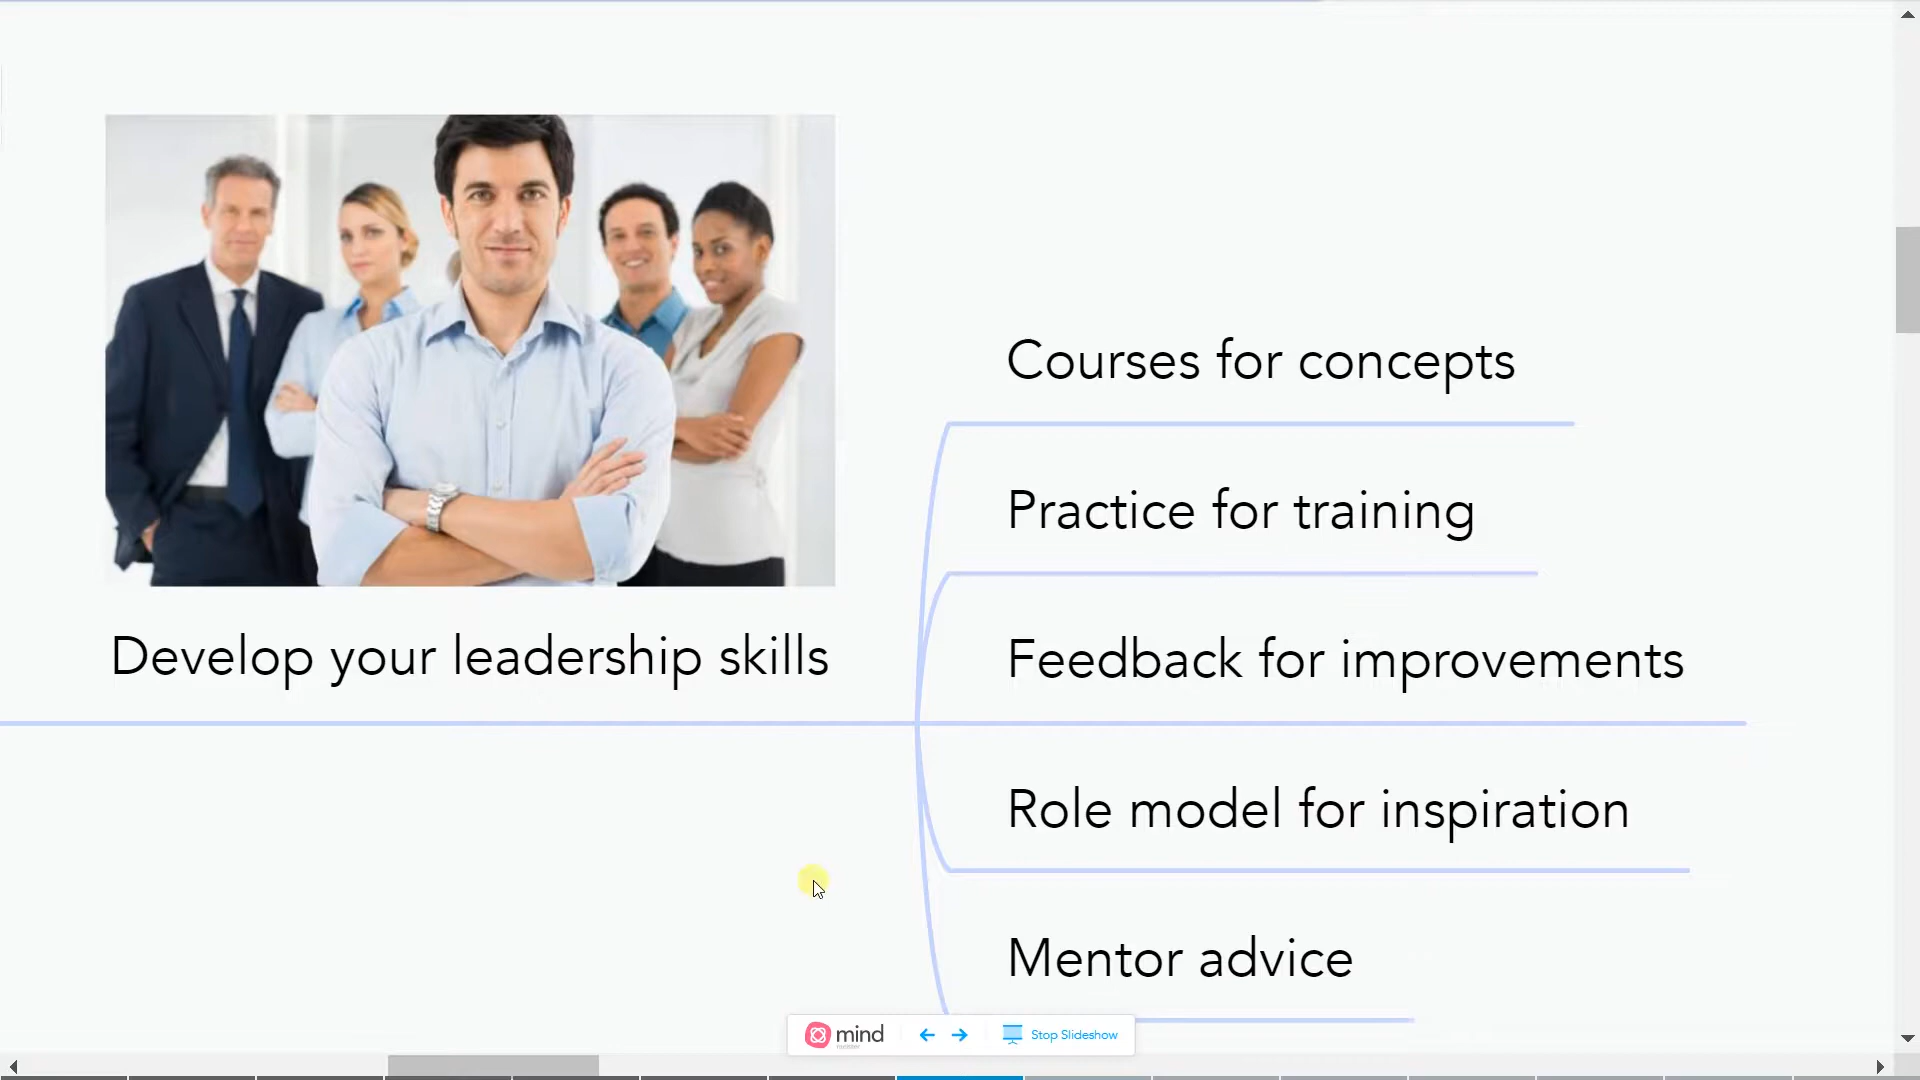 Develop your leadership skills
Courses for concepts
Practice for training
Feedback for improvements
Role model for inspiration
Mentor advice
mind
Stop Slideshow